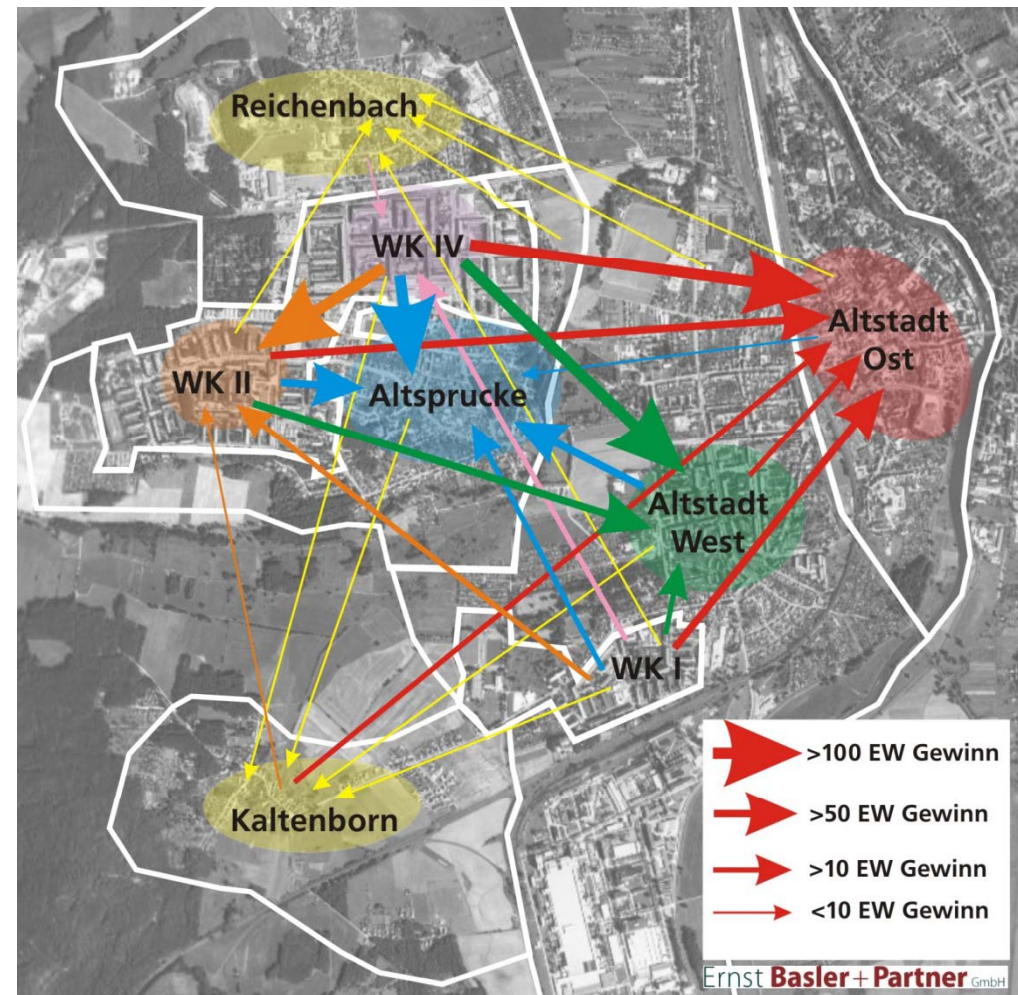 Reichenbach
WK IV
Altstadt
Ost
WK II
Altsprucke
Altstadt
West
WK I
Kaltenborn
>100 EW Gewinn
>50 EW Gewinn
>10 EW Gewinn
<10 EW Gewinn
Ernst Basler + Partner GmbH